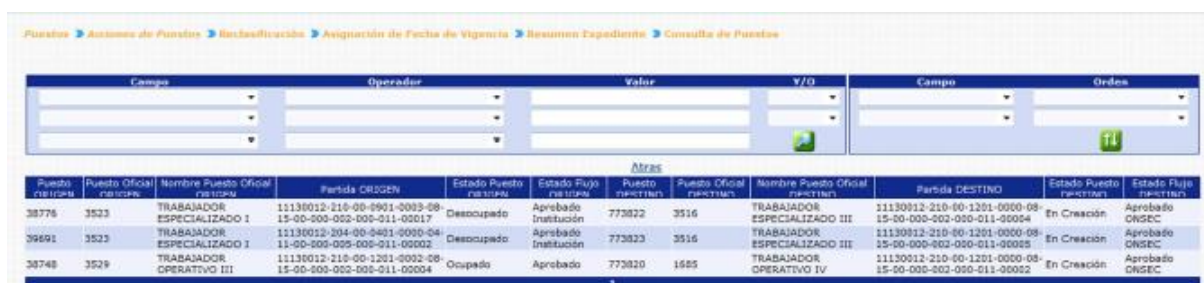 Puestos Acciones de Puestos Reclasificación Asignación de Fecha de Vigencia Resumen Expediente Consulta de Puestos
Campo Operador Valor Y/O Campo Orden
Atras
Puesto ORIGEN Puesto Oficial ORIGEN Nombre Puesto Oficial ORIGEN Partida ORIGEN Estado Puesto ORIGEN Estado Flujo ORIGEN Puesto DESTINO Puesto Oficial DESTINO Nombre Puesto Oficial DESTINO Partida DESTINO Estado Puesto DESTINO Estado Flujo DESTINO
38776 3523 TRABAJADOR ESPECIALIZADO I 11130012-210-00-0901-0003-08-15-00-000-002-000-011-00017 Desocupado Aprobado Institución 773822 3516 TRABAJADOR ESPECIALIZADO III 11130012-210-00-1201-0000-08-15-00-000-002-000-011-00004 En Creación Aprobado ONSEC
39691 3523 TRABAJADOR ESPECIALIZADO I 11130012-204-00-0401-0000-04-11-00-000-005-000-011-00002 Desocupado Aprobado Institución 773823 3516 TRABAJADOR ESPECIALIZADO III 11130012-210-00-1201-0000-08-15-00-000-002-000-011-00005 En Creación Aprobado ONSEC
38748 3529 TRABAJADOR OPERATIVO III 11130012-210-00-1201-0002-08-15-00-000-002-000-011-00004 Ocupado Aprobado 773820 1685 TRABAJADOR OPERATIVO IV 11130012-210-00-1201-0000-08-15-00-000-002-000-011-00002 En Creación Aprobado ONSEC